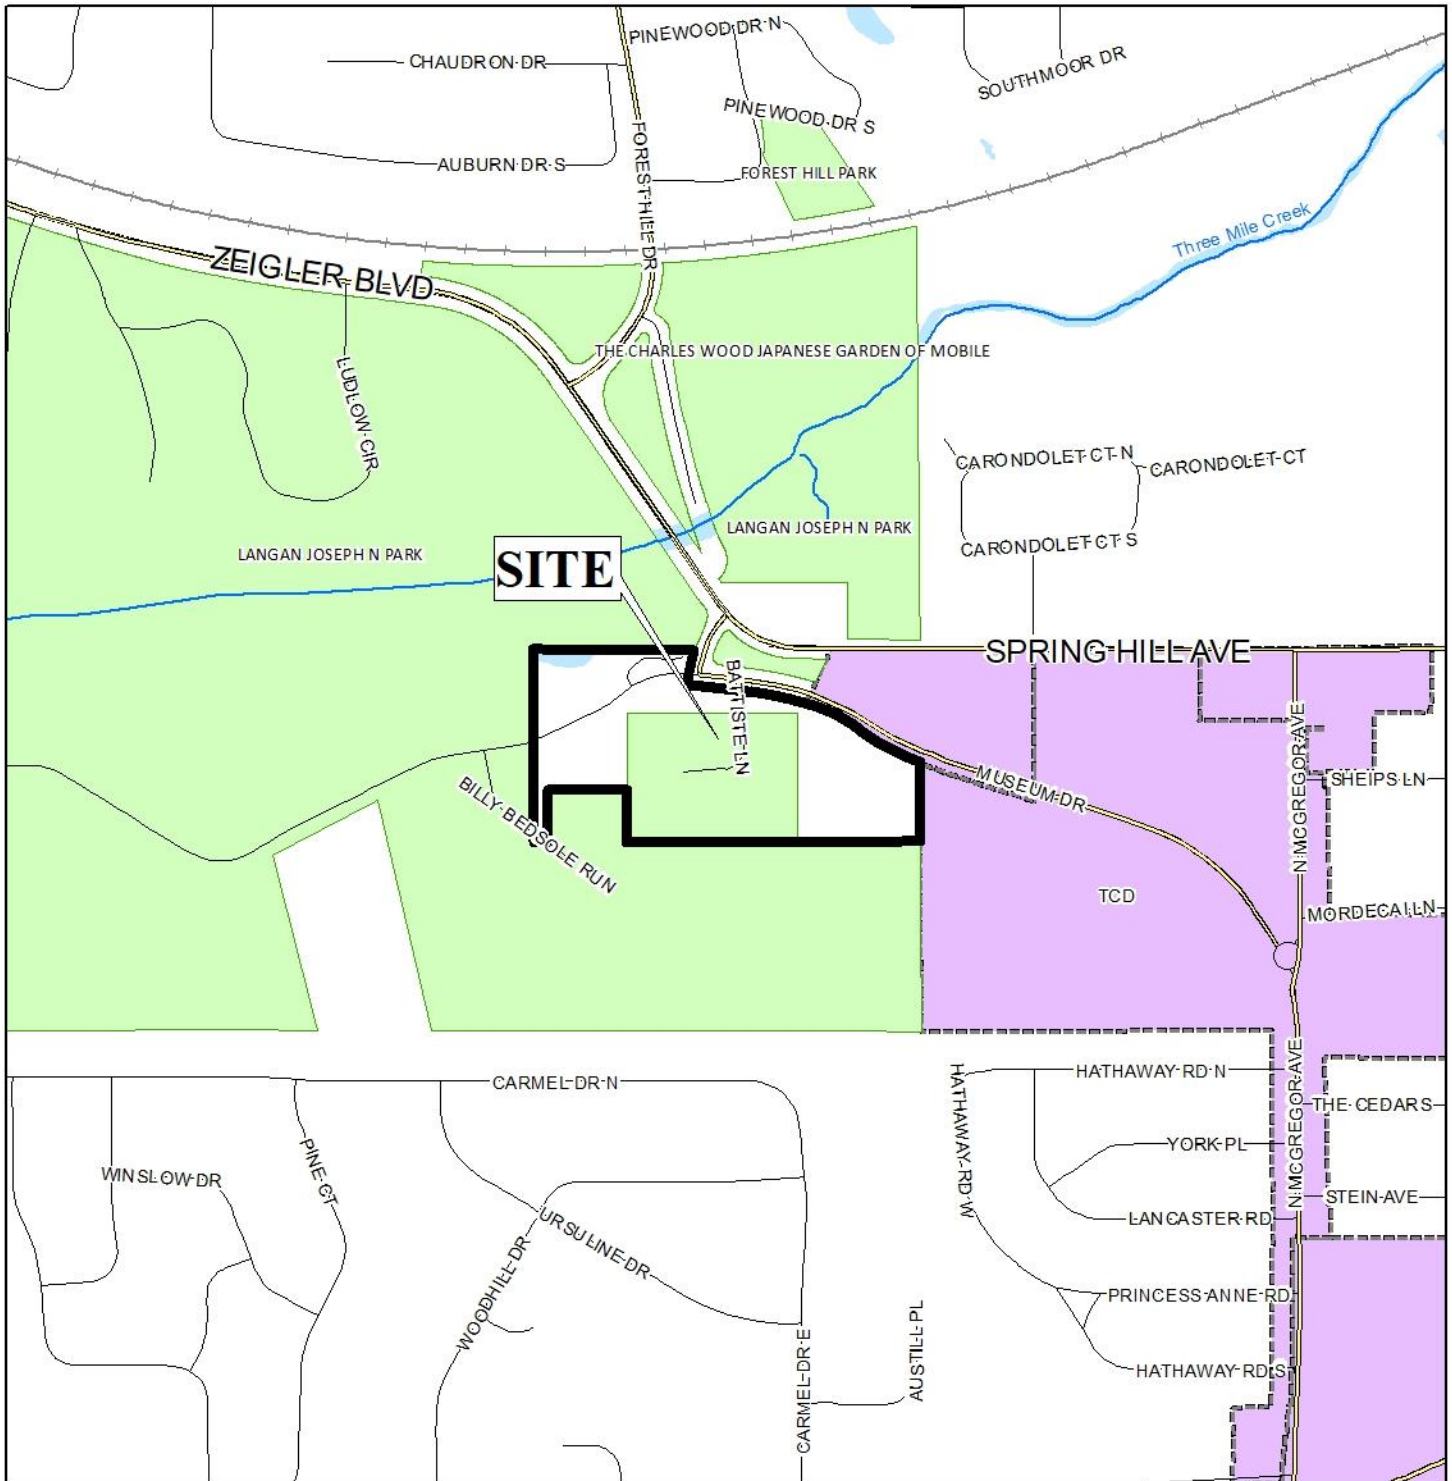 PINEWOOD DR N
CHAUDRON DR
SOUTHMOOR DR
PINEWOOD DR S
FOREST HILL DR
AUBURN DR S
FOREST HILL PARK
Three Mile Creek
ZEIGLER BLVD
THE CHARLES WOOD JAPANESE GARDEN OF MOBILE
LUDLOW CIR
CARONDOLET CT N
CARONDOLET CT
LANGAN JOSEPH N PARK
CARONDOLET CT S
LANGAN JOSEPH N PARK
SITE
SPRING HILL AVE
BATTISTE LN
N MCGREGOR AVE
MUSEUM DR
SHEIPS LN
BILLY BEDSOLE RUN
TCD
MORDECAI LN
HATHAWAY RD N
CARMEL DR N
HATHAWAY RD W
N MCGREGOR AVE
THE CEDARS
PINE CT
YORK PL
WINSLOW DR
STEIN AVE
LANCASTER RD
URSULINE DR
WOODHILL DR
PRINCESS ANNE RD
AUSTILL PL
CARMEL DR E
HATHAWAY RD S